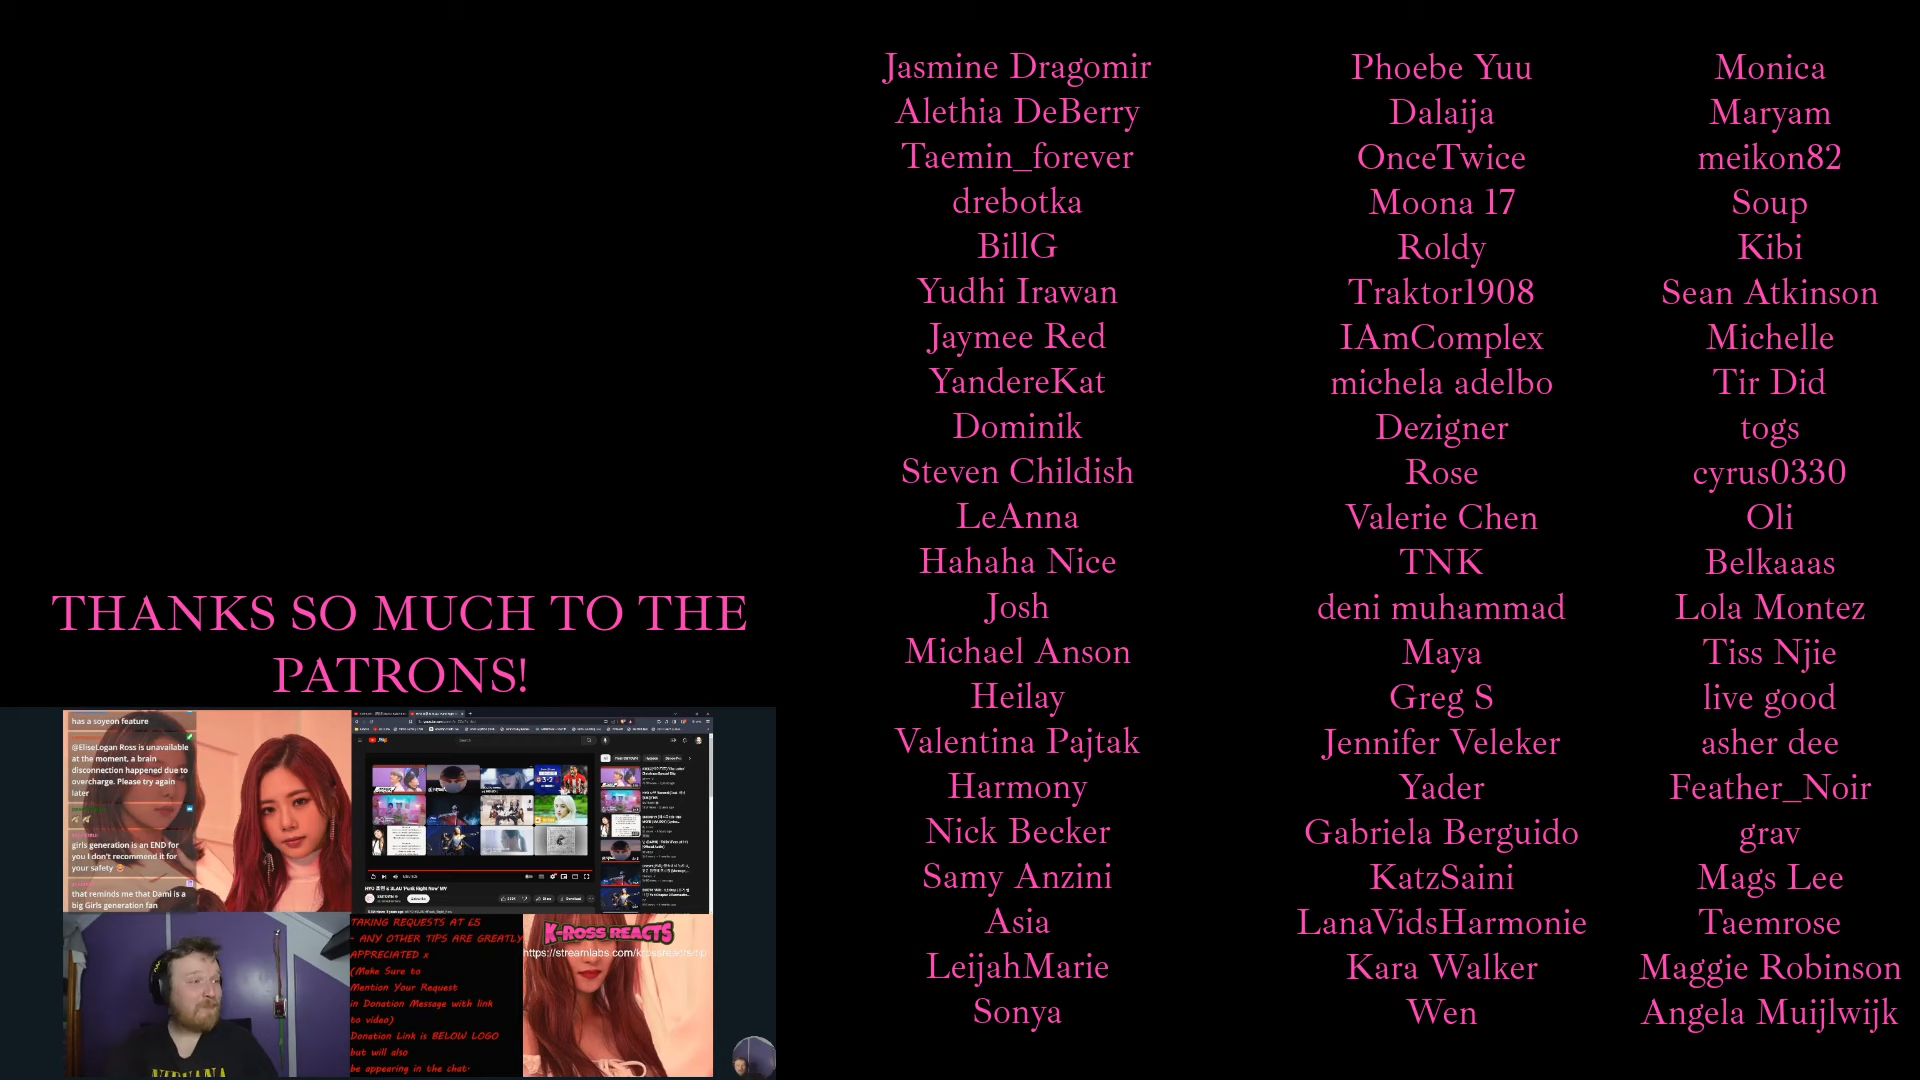 Jasmine Dragomir
Alethia DeBerry
Taemin_forever
drebotka
BillG
Yudhi Irawan
Jaymee Red
YandereKat
Dominik
Steven Childish
LeAnna
Hahaha Nice
Josh
Michael Anson
Heilay
Valentina Pajtak
Harmony
Nick Becker
Samy Anzini
Asia
LeijahMarie
Sonya
Phoebe Yuu
Dalaija
OnceTwice
Moona 17
Roldy
Traktor1908
IAmComplex
michela adelbo
Dezigner
Rose
Valerie Chen
TNK
deni muhammad
Maya
Greg S
Jennifer Veleker
Yader
Gabriela Berguido
KatzSaini
LanaVidsHarmonie
Kara Walker
Wen
Monica
Maryam
meikon82
Soup
Kibi
Sean Atkinson
Michelle
Tir Did
togs
cyrus0330
Oli
Belkaaas
Lola Montez
Tiss Njie
live good
asher dee
Feather_Noir
grav
Mags Lee
Taemrose
Maggie Robinson
Angela Muijlwijk
THANKS SO MUCH TO THE
PATRONS!
has a soyeon feature
@EliseLogan Ross is unavailable
at the moment, a brain
disconnection happened due to
overcharge. Please try again
later
girls generation is an END for
you I don't recommend it for
your safety
that reminds me that Dami is a
big Girls generation fan
TAKING REQUESTS AT £5
- ANY OTHER TIPS ARE GREATLY
APPRECIATED x
(Make Sure to
Mention Your Request
in Donation Message with link
to video)
Donation Link is BELOW LOGO
but will also
be appearing in the chat.
K-ROSS REACTS
https://streamlabs.com/krossreacts/tip
NIRVANA